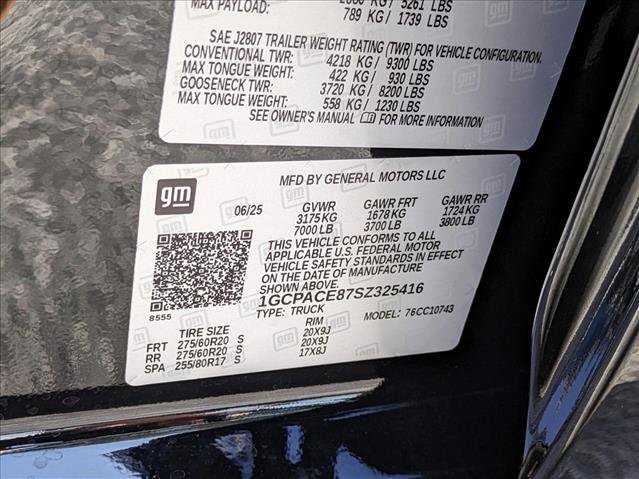 MAX PAYLOAD: 5261 LBS
789 KG / 1739 LBS
SAE J2807 TRAILER WEIGHT RATING (TWR) FOR VEHICLE CONFIGURATION.
CONVENTIONAL TWR: 4218 KG / 9300 LBS
MAX TONGUE WEIGHT: 422 KG / 930 LBS
GOOSENECK TWR: 3720 KG / 8200 LBS
MAX TONGUE WEIGHT: 558 KG / 1230 LBS
SEE OWNER'S MANUAL FOR MORE INFORMATION
gm
MFD BY GENERAL MOTORS LLC
06/25 GVWR GAWR FRT GAWR RR
3175 KG 1678 KG 1724 KG
7000 LB 3700 LB 3800 LB
THIS VEHICLE CONFORMS TO ALL
APPLICABLE U.S. FEDERAL MOTOR
VEHICLE SAFETY STANDARDS IN EFFECT
ON THE DATE OF MANUFACTURE
SHOWN ABOVE.
1GCPACE87SZ325416
8555
TYPE: TRUCK MODEL: 76CC10743
TIRE SIZE RIM
FRT 275/60R20 S 20X9J
RR 275/60R20 S 20X9J
SPA 255/80R17 S 17X8J